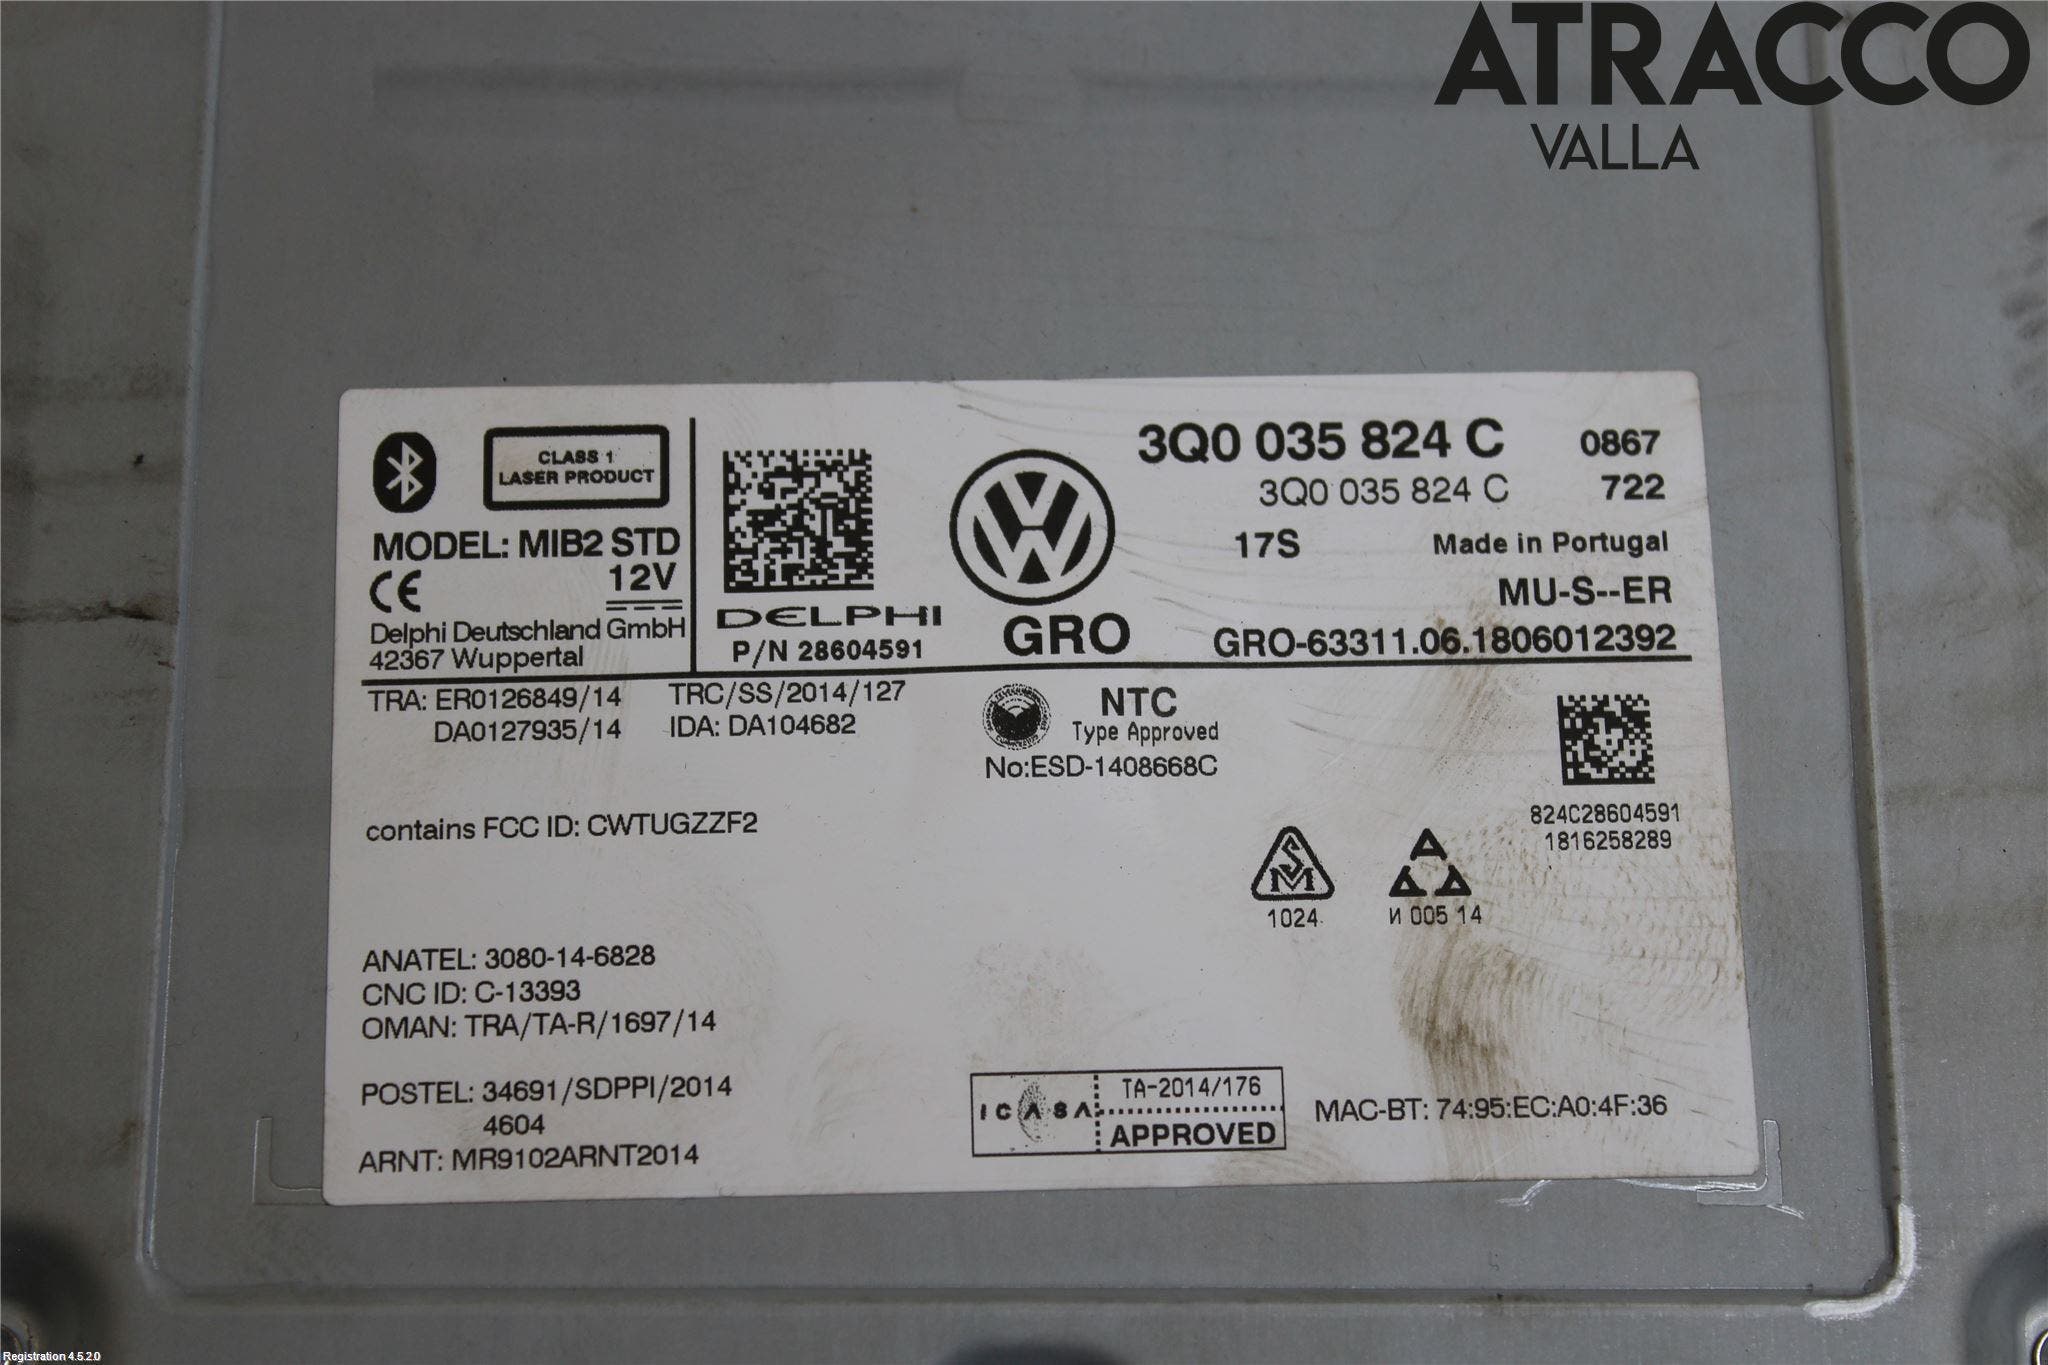 ATRACCO
VALLA
CLASS 1
LASER PRODUCT
MODEL: MIB2 STD
12V
CE
Delphi Deutschland GmbH
42367 Wuppertal
DELPHI
P/N 28604591
GRO
3Q0 035 824 C 0867
3Q0 035 824 C 722
17S Made in Portugal
MU-S--ER
GRO-63311.06.1806012392
TRA: ER0126849/14 TRC/SS/2014/127
DA0127935/14 IDA: DA104682
NTC
Type Approved
No:ESD-1408668C
824C28604591
1816258289
contains FCC ID: CWTUGZZF2
SM
1024
И 005 14
ANATEL: 3080-14-6828
CNC ID: C-13393
OMAN: TRA/TA-R/1697/14
POSTEL: 34691/SDPPI/2014
4604
ARNT: MR9102ARNT2014
ICASA TA-2014/176
APPROVED
MAC-BT: 74:95:EC:A0:4F:36
Registration 4.5.2.0